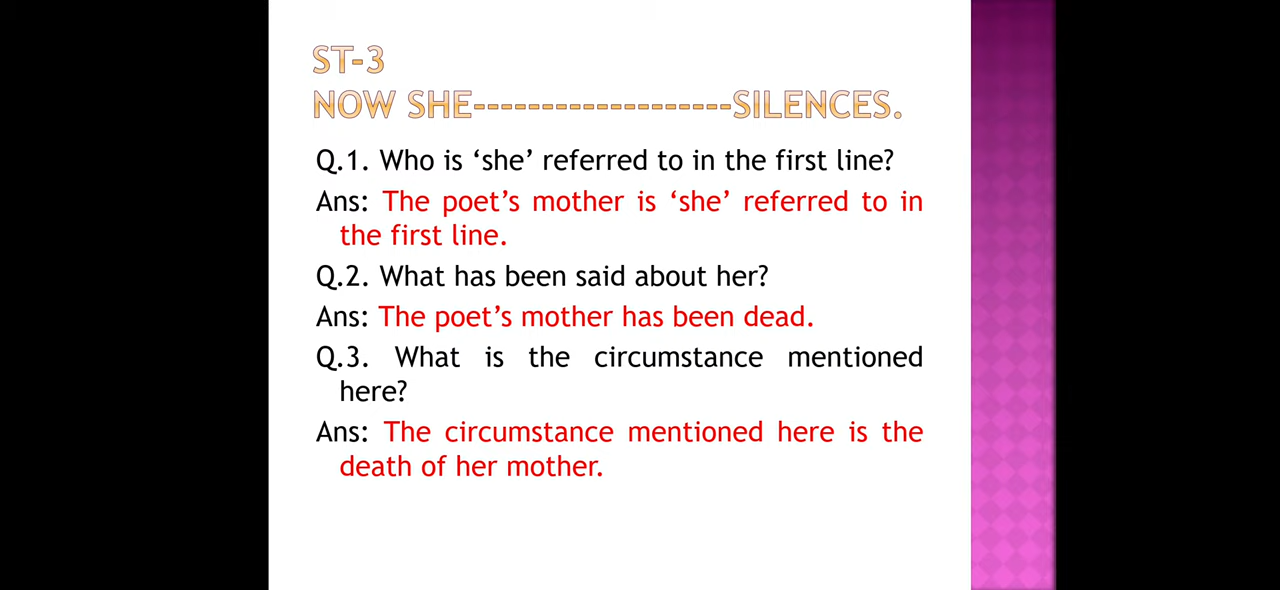 ST-3
NOW SHE-------------------SILENCES.
Q.1. Who is ‘she’ referred to in the first line?
Ans: The poet’s mother is ‘she’ referred to in
the first line.
Q.2. What has been said about her?
Ans: The poet’s mother has been dead.
Q.3. What is the circumstance mentioned
here?
Ans: The circumstance mentioned here is the
death of her mother.